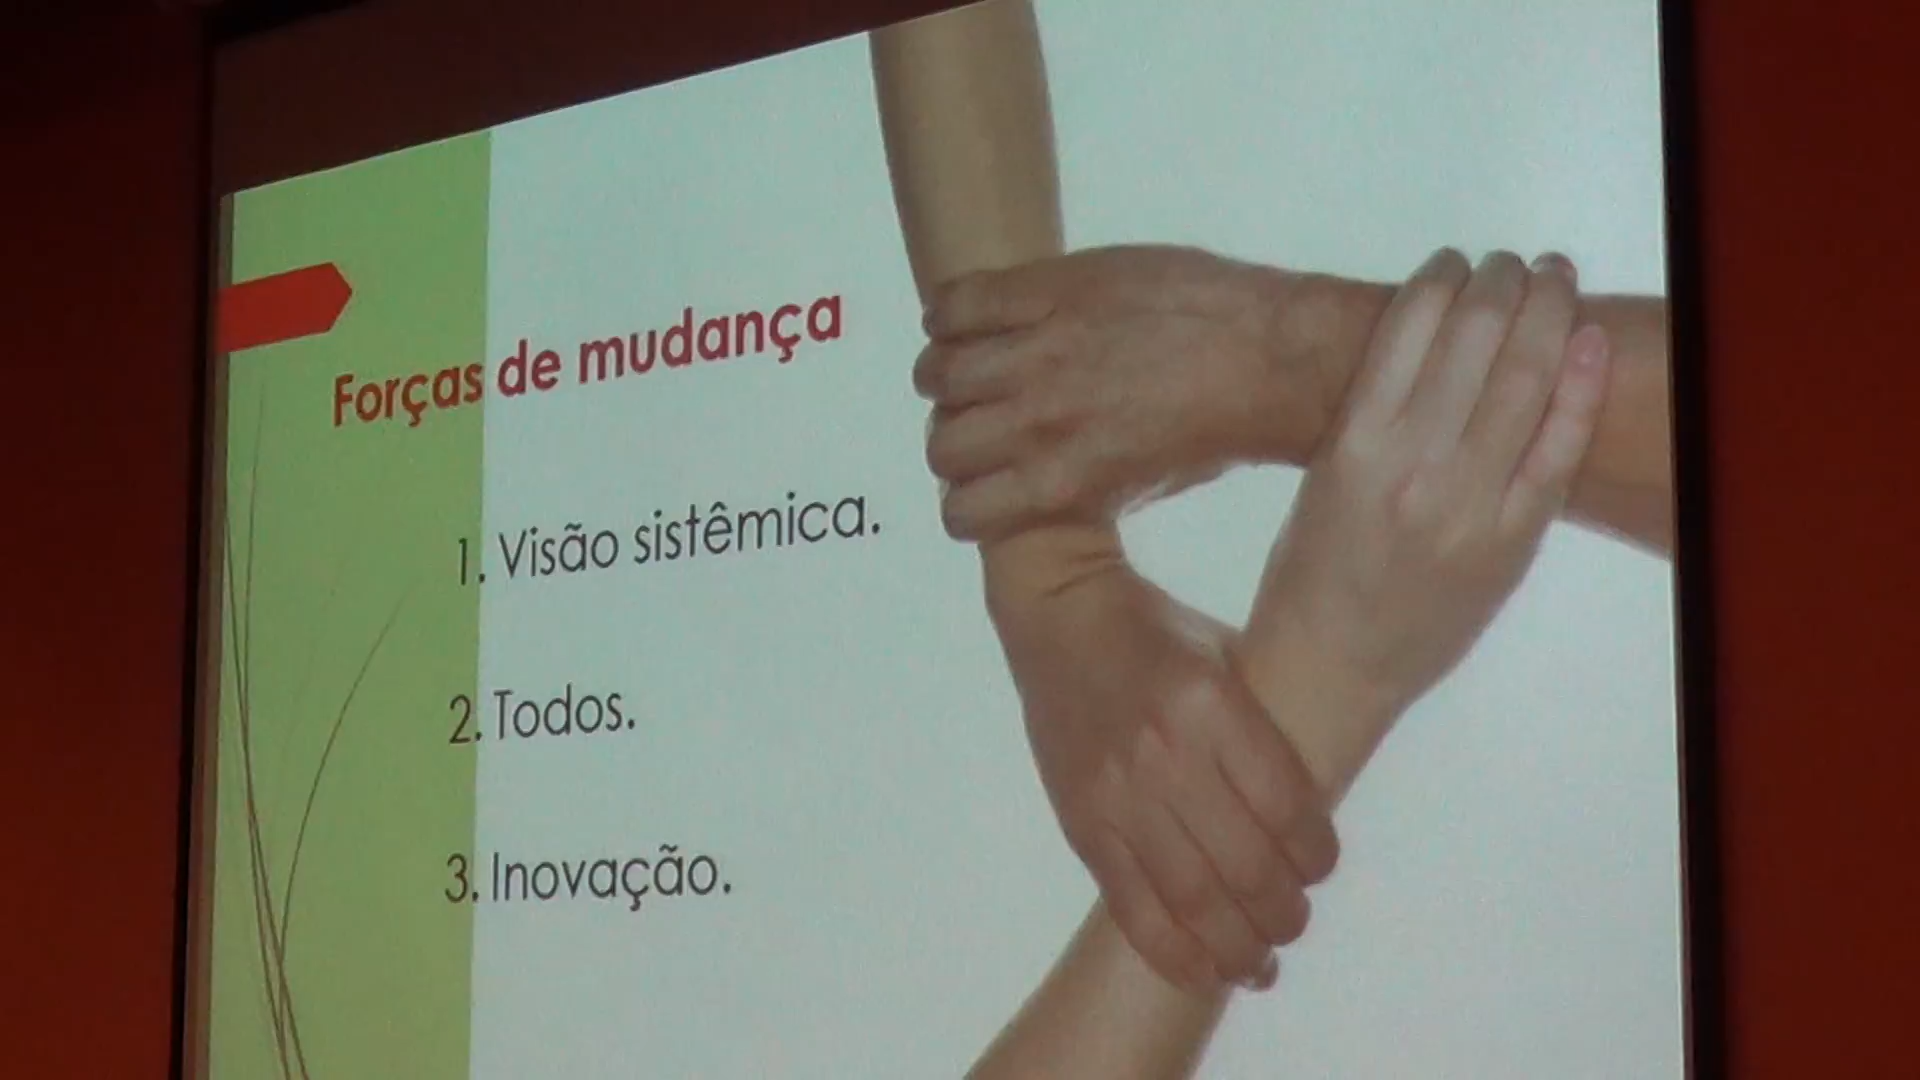 Forças de mudança
1. Visão sistêmica.
2. Todos.
3. Inovação.